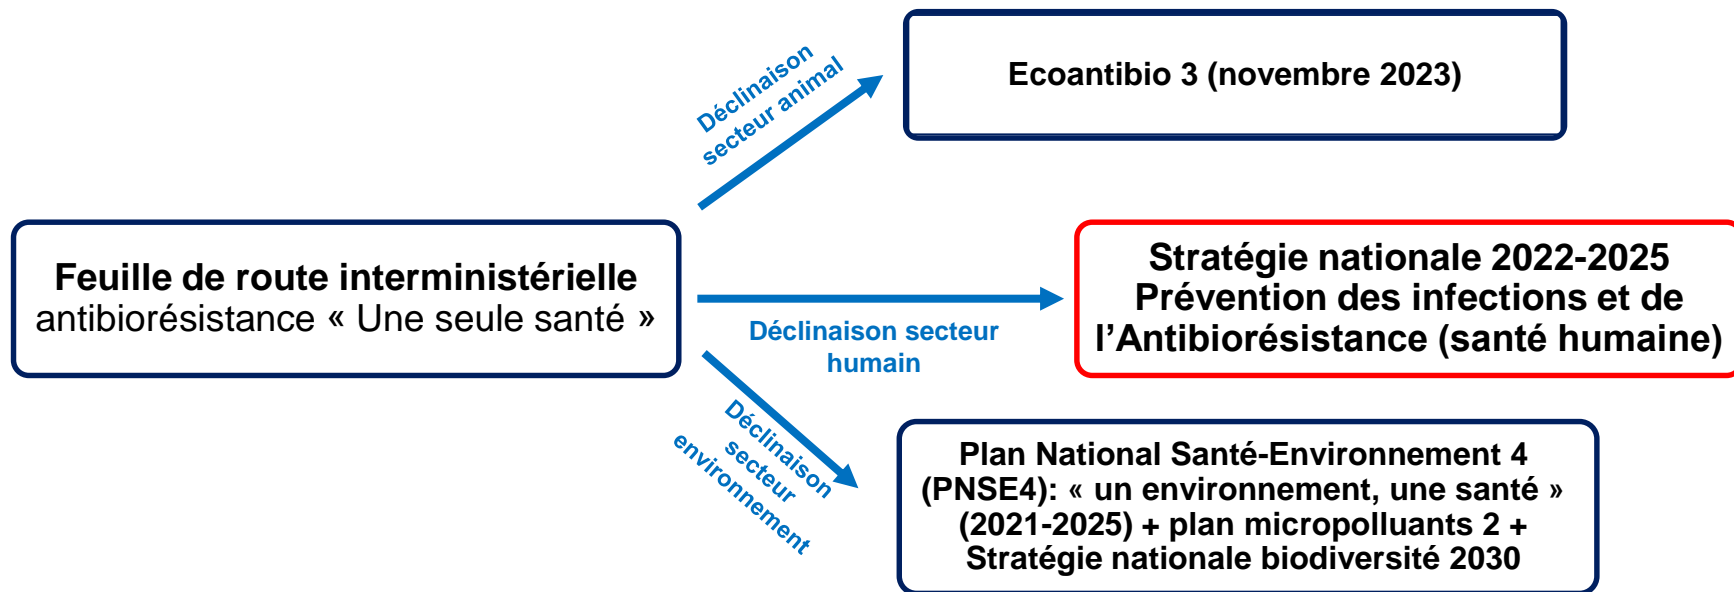 Feuille de route interministérielle
antibiorésistance « Une seule santé »
Déclinaison
secteur animal
Ecoantibio 3 (novembre 2023)
Déclinaison secteur
humain
Stratégie nationale 2022-2025
Prévention des infections et de
l’Antibiorésistance (santé humaine)
Déclinaison
secteur
environnement
Plan National Santé-Environnement 4
(PNSE4): « un environnement, une santé »
(2021-2025) + plan micropolluants 2 +
Stratégie nationale biodiversité 2030